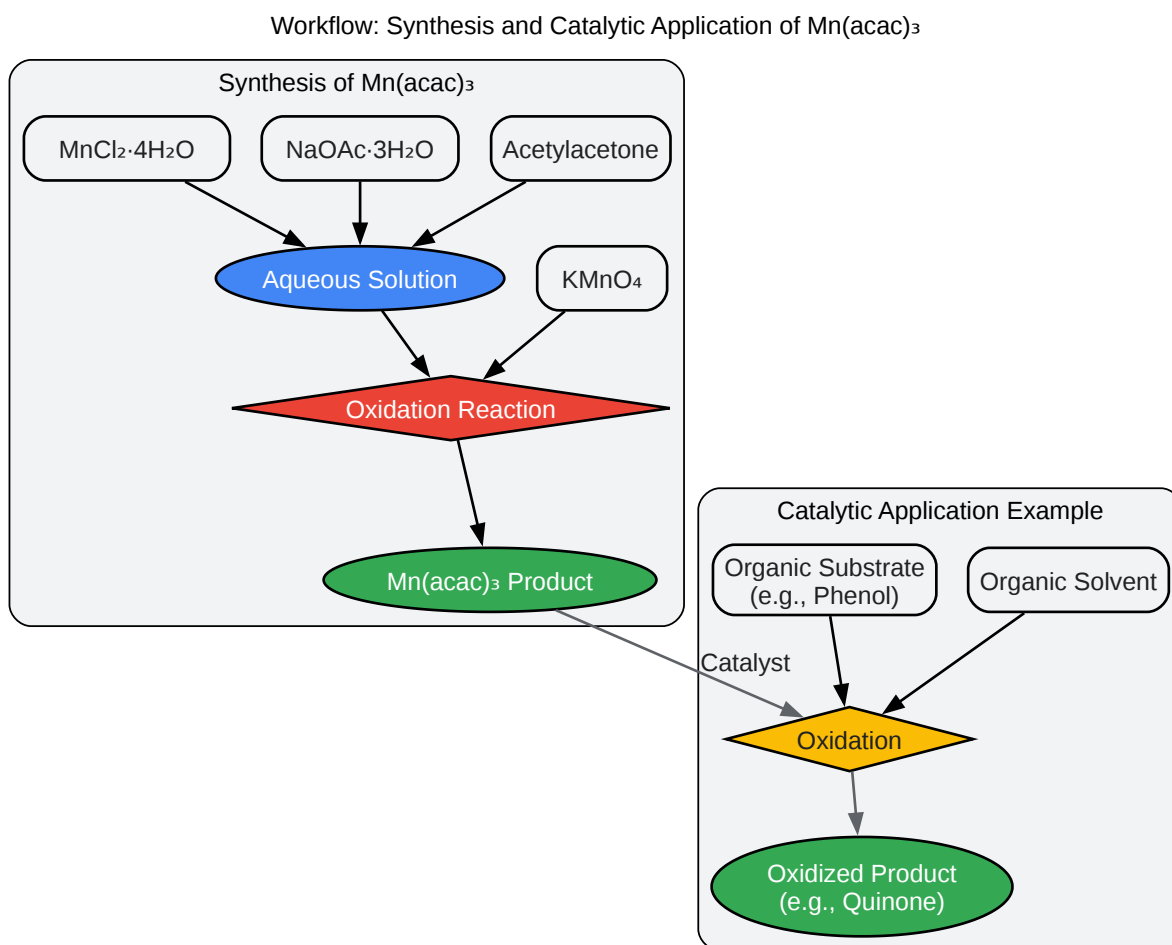 Workflow: Synthesis and Catalytic Application of Mn(acac)₃
Synthesis of Mn(acac)₃
MnCl₂·4H₂O
NaOAc·3H₂O
Acetylacetone
Aqueous Solution
KMnO₄
Oxidation Reaction
Mn(acac)₃ Product
Catalytic Application Example
Organic Substrate
(e.g., Phenol)
Organic Solvent
Catalyst
Oxidation
Oxidized Product
(e.g., Quinone)